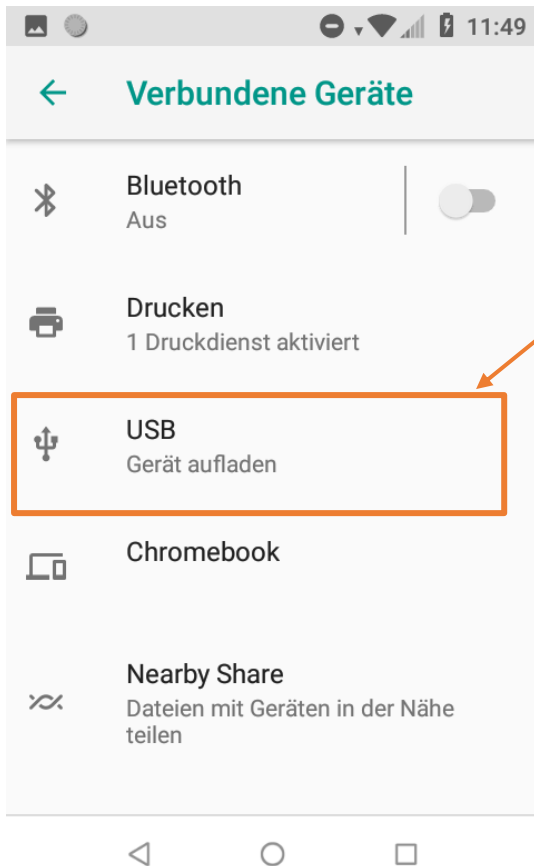 11:49
Verbundene Geräte
Bluetooth
Aus
Drucken
1 Druckdienst aktiviert
USB
Gerät aufladen
Chromebook
Nearby Share
Dateien mit Geräten in der Nähe
teilen